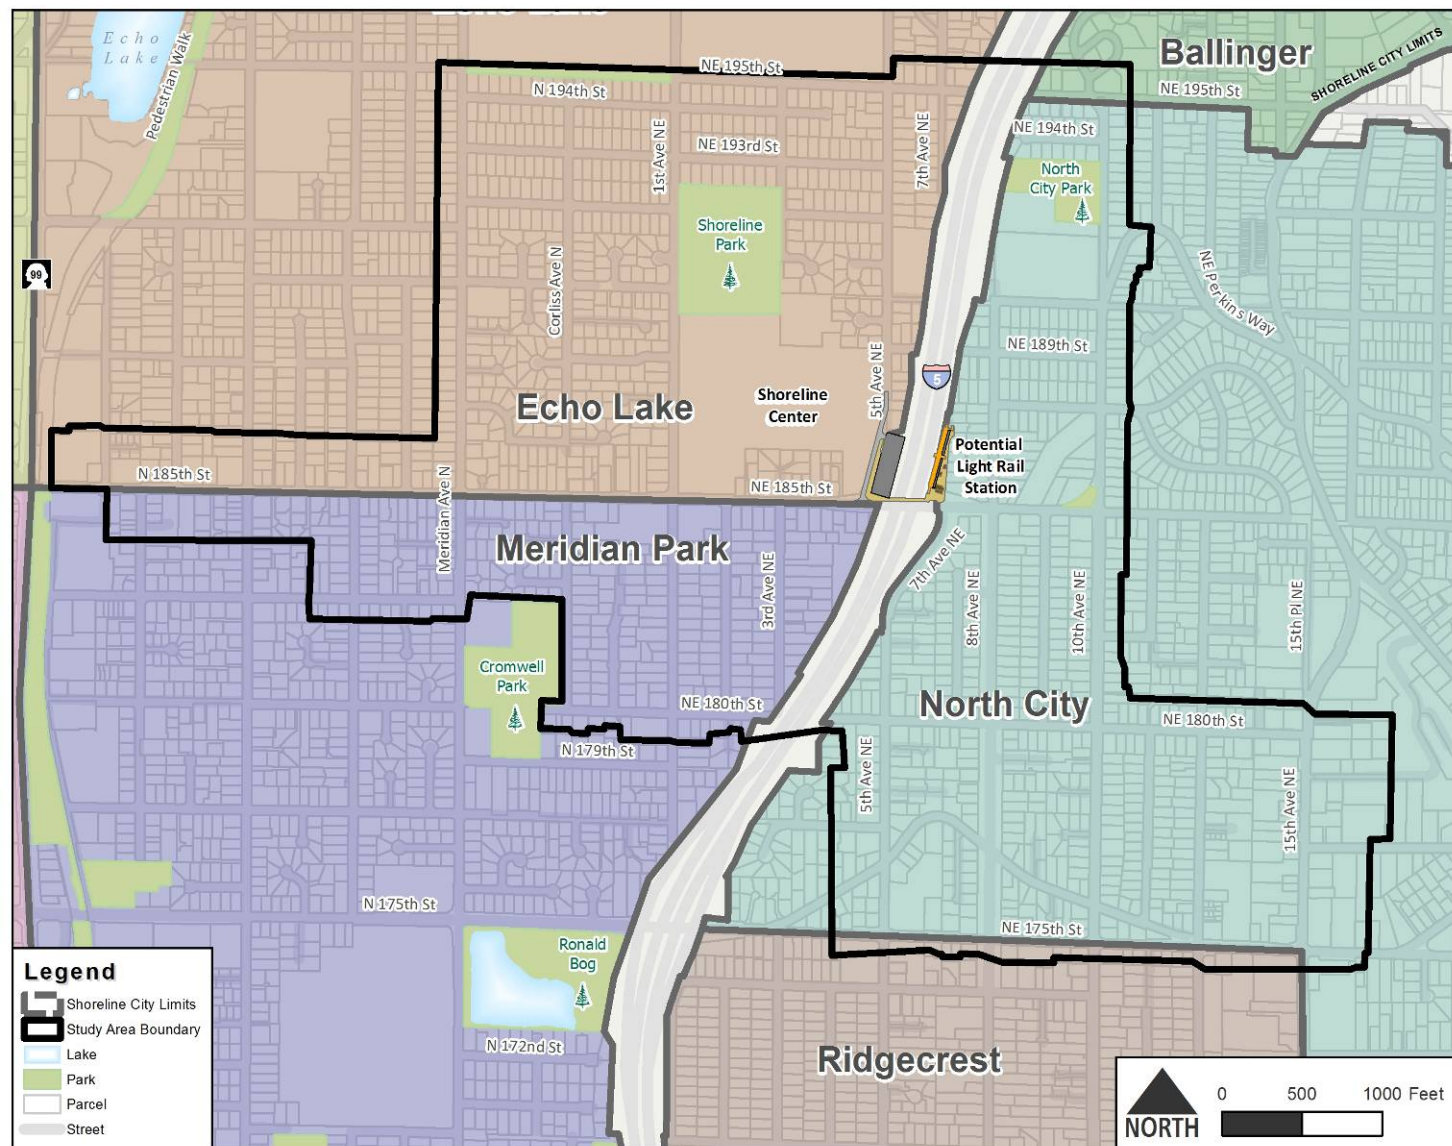 Echo Lake
Ballinger
SHORELINE CITY LIMITS
Echo
Lake
Pedestrian Walk
NE 195th St
N 194th St
NE 195th St
NE 194th St
NE 193rd St
1st Ave NE
7th Ave NE
North
City Park
Shoreline
Park
99
Corliss Ave N
NE Perkins Way
NE 189th St
5th Ave NE
5
Echo Lake
Shoreline
Center
Potential
Light Rail
Station
N 185th St
Meridian Ave N
NE 185th St
Meridian Park
3rd Ave NE
7th Ave NE
8th Ave NE
10th Ave NE
15th Pl NE
Cromwell
Park
NE 180th St
North City
NE 180th St
N 179th St
5th Ave NE
15th Ave NE
N 175th St
NE 175th St
Ronald
Bog
N 172nd St
Ridgecrest
Legend
Shoreline City Limits
Study Area Boundary
Lake
Park
Parcel
Street
NORTH
0 500 1000 Feet